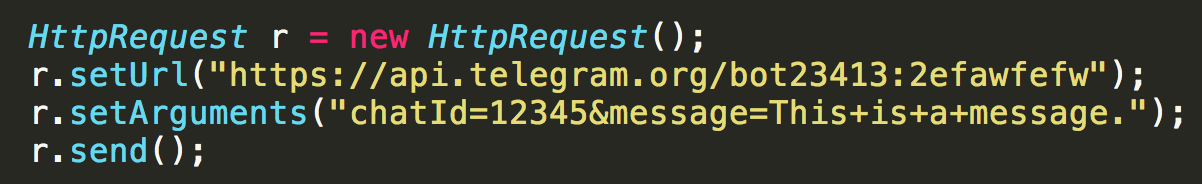 HttpRequest r = new HttpRequest();
r.setUrl("https://api.telegram.org/bot23413:2efawfefw");
r.setArguments("chatId=12345&message=This+is+a+message.");
r.send();